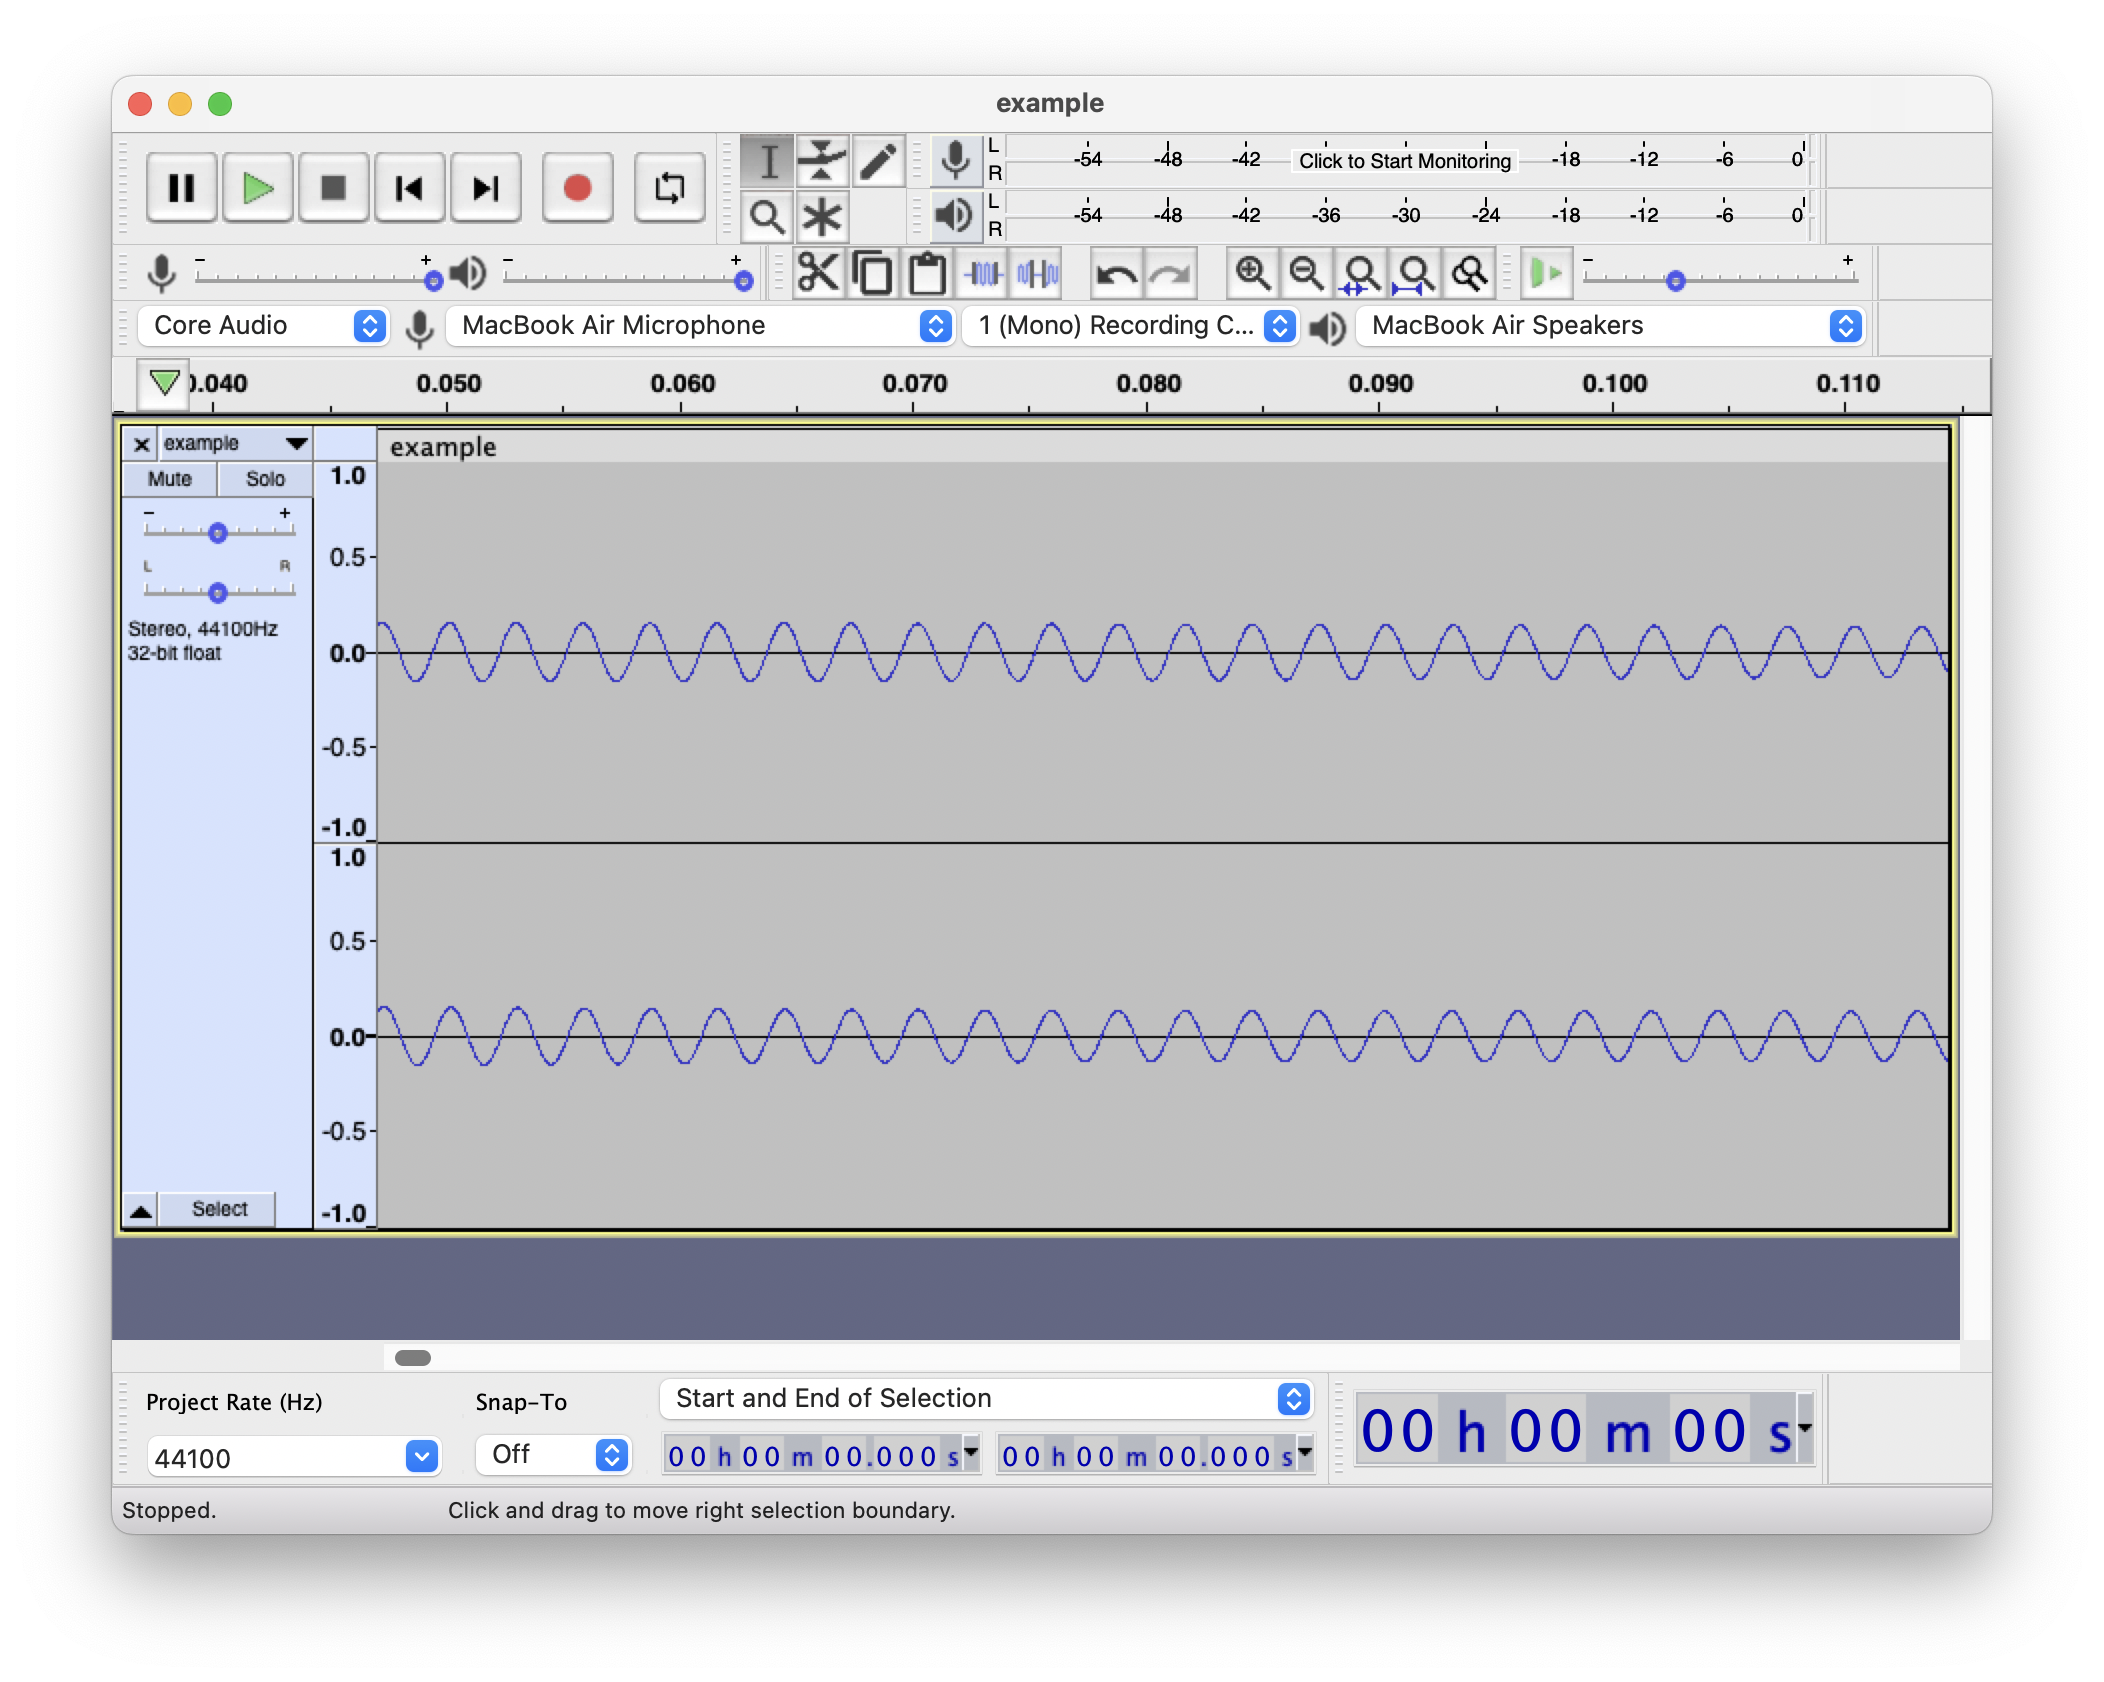 example
L
R
-54 -48 -42 Click to Start Monitoring -18 -12 -6 0
L
R
-54 -48 -42 -36 -30 -24 -18 -12 -6 0
- + - + - +
Core Audio MacBook Air Microphone 1 (Mono) Recording C... MacBook Air Speakers
0.040 0.050 0.060 0.070 0.080 0.090 0.100 0.110
example example
Mute Solo
- +
L R
Stereo, 44100Hz
32-bit float
1.0
0.5
0.0
-0.5
-1.0
1.0
0.5
0.0
-0.5
-1.0
Select
Project Rate (Hz) Snap-To Start and End of Selection
44100 Off 00 h 00 m 00.000 s 00 h 00 m 00.000 s 00 h 00 m 00 s
Stopped. Click and drag to move right selection boundary.